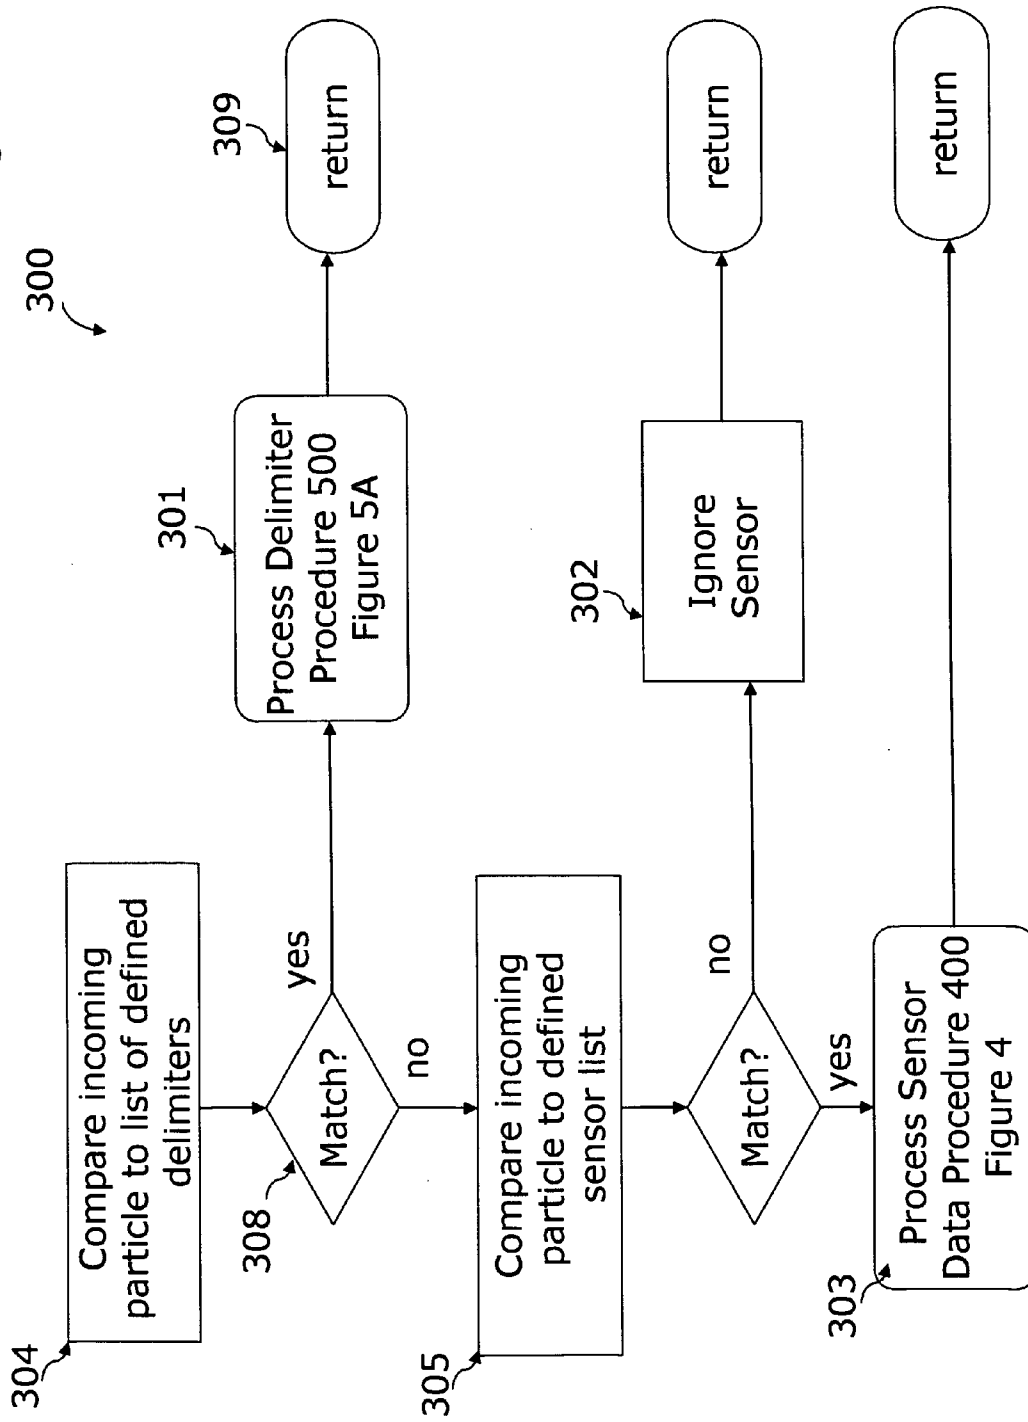 300
304
Compare incoming
particle to list of defined
delimiters
308
Match?
yes
301
Process Delimiter
Procedure 500
Figure 5A
309
return
no
305
Compare incoming
particle to defined
sensor list
Match?
no
302
Ignore
Sensor
return
yes
303
Process Sensor
Data Procedure 400
Figure 4
return